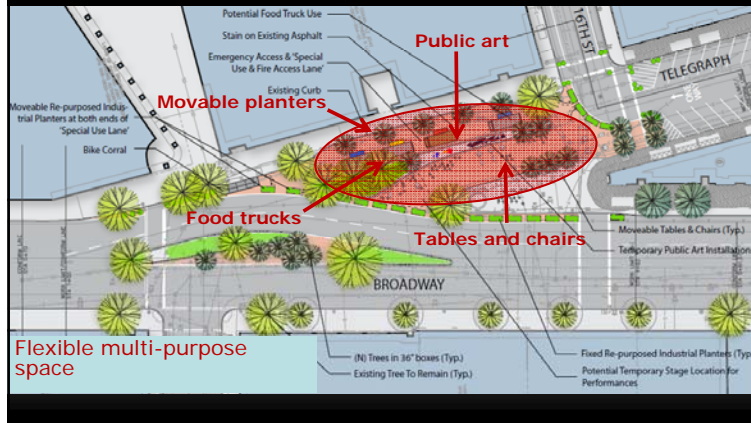 Potential Food Truck Use
Stain on Existing Asphalt
Emergency Access & 'Special
Use & Fire Access Lane'
Existing Curb
Moveable Re-purposed Indus-
trial Planters at both ends of
'Special Use Lane'
Bike Corral
Public art
Movable planters
Food trucks
Tables and chairs
16TH ST
TELEGRAPH
BROADWAY
Moveable Tables & Chairs (Typ.)
Temporary Public Art Installation
Fixed Re-purposed Industrial Planters (Typ
Potential Temporary Stage Location for
Performances
(N) Trees in 36" boxes (Typ.)
Existing Tree To Remain (Typ.)
Flexible multi-purpose
space